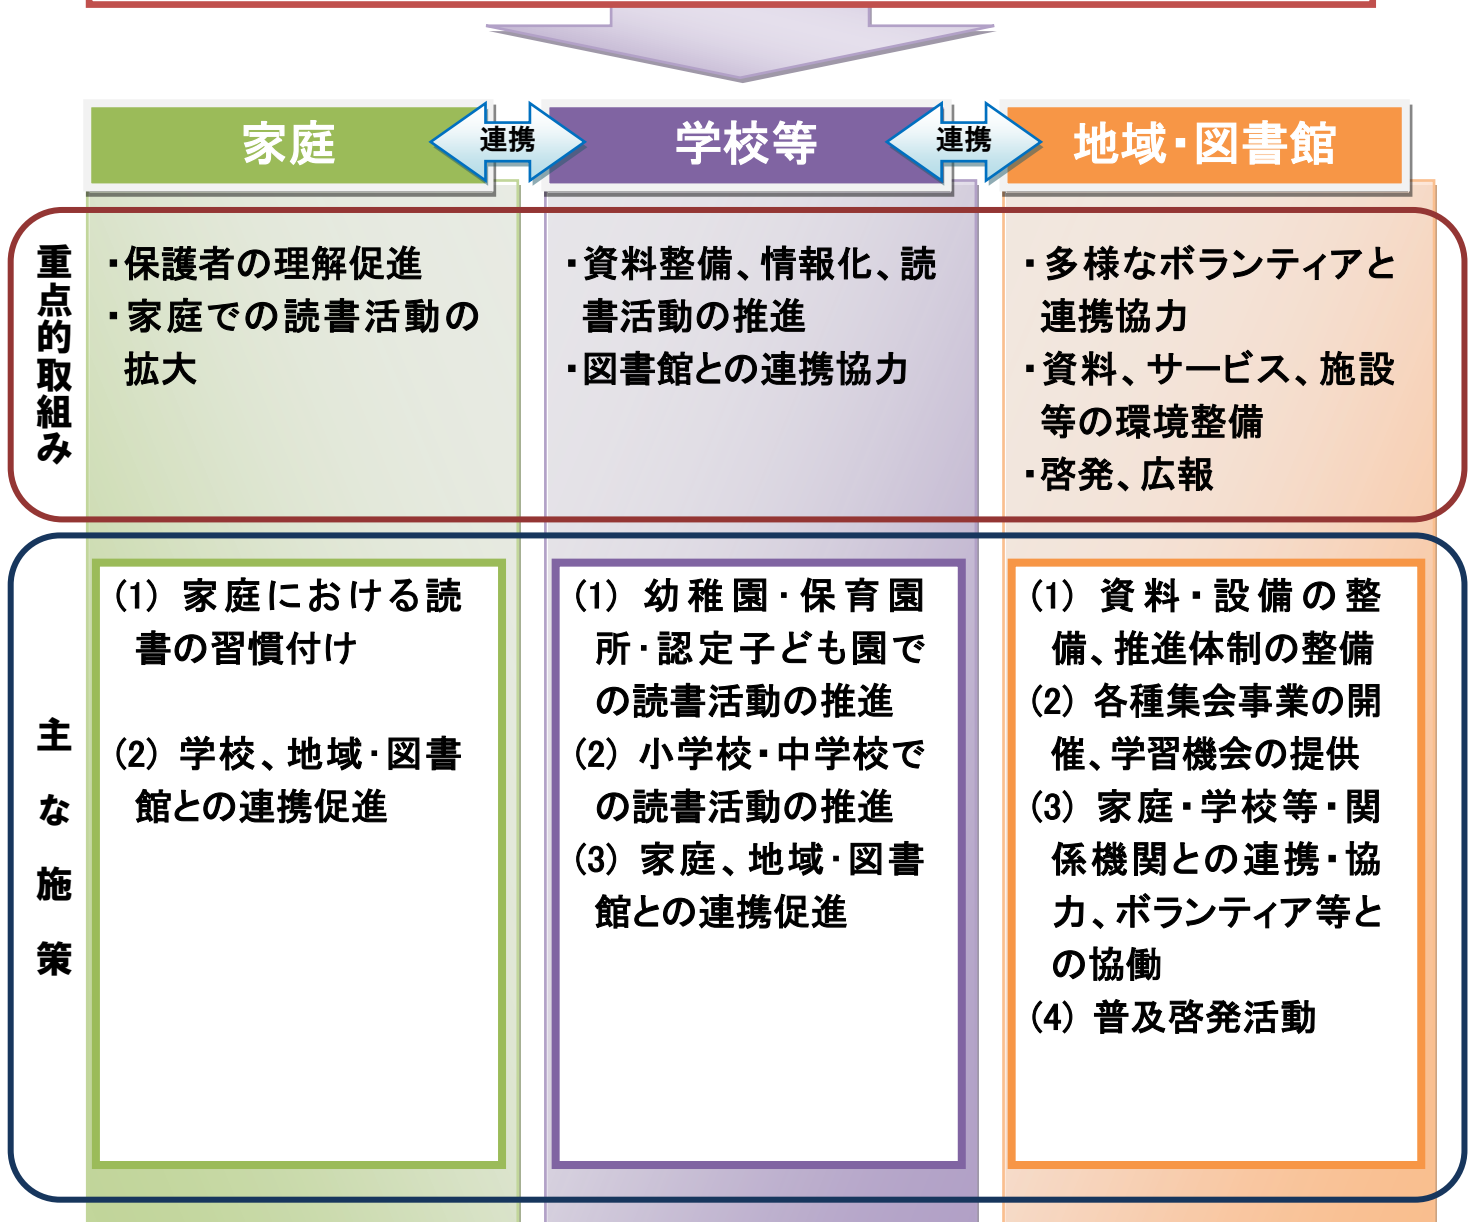 家庭
連携
学校等
連携
地域・図書館
重点的取組み
・保護者の理解促進
・家庭での読書活動の
拡大
・資料整備、情報化、読
書活動の推進
・図書館との連携協力
・多様なボランティアと
連携協力
・資料、サービス、施設
等の環境整備
・啓発、広報
主な施策
(1) 家庭における読
書の習慣付け
(2) 学校、地域・図書
館との連携促進
(1) 幼稚園・保育園
所・認定子ども園で
の読書活動の推進
(2) 小学校・中学校で
の読書活動の推進
(3) 家庭、地域・図書
館との連携促進
(1) 資料・設備の整
備、推進体制の整備
(2) 各種集会事業の開
催、学習機会の提供
(3) 家庭・学校等・関
係機関との連携・協
力、ボランティア等と
の協働
(4) 普及啓発活動